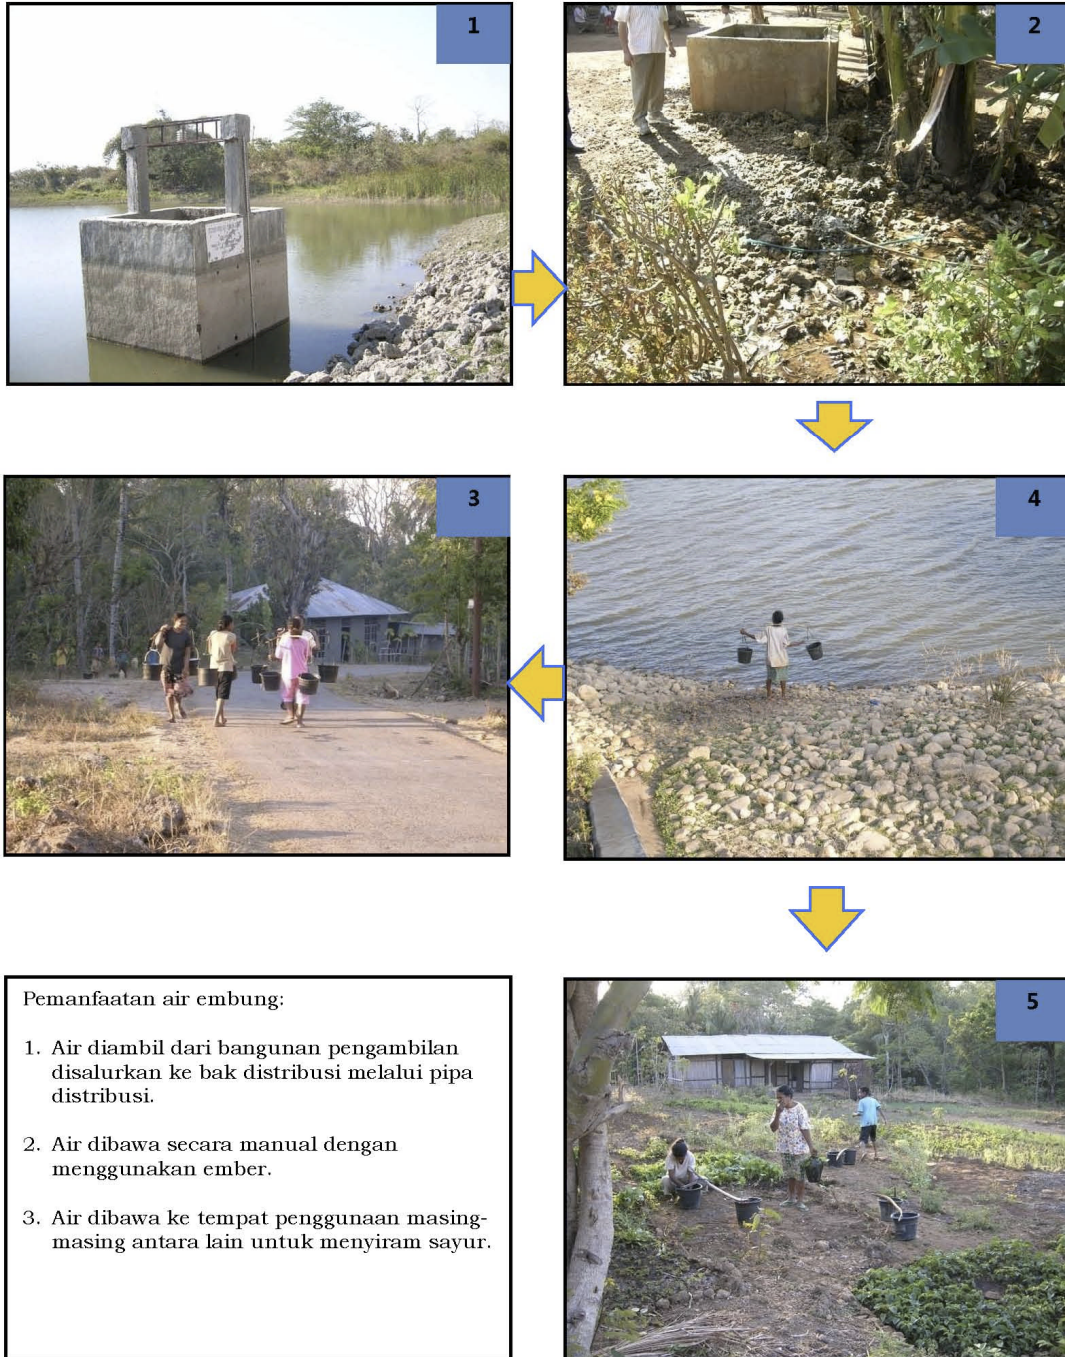 1
2
3
4
Pemanfaatan air embung:
1. Air diambil dari bangunan pengambilan
disalurkan ke bak distribusi melalui pipa
distribusi.
2. Air dibawa secara manual dengan
menggunakan ember.
3. Air dibawa ke tempat penggunaan masing-
masing antara lain untuk menyiram sayur.
5